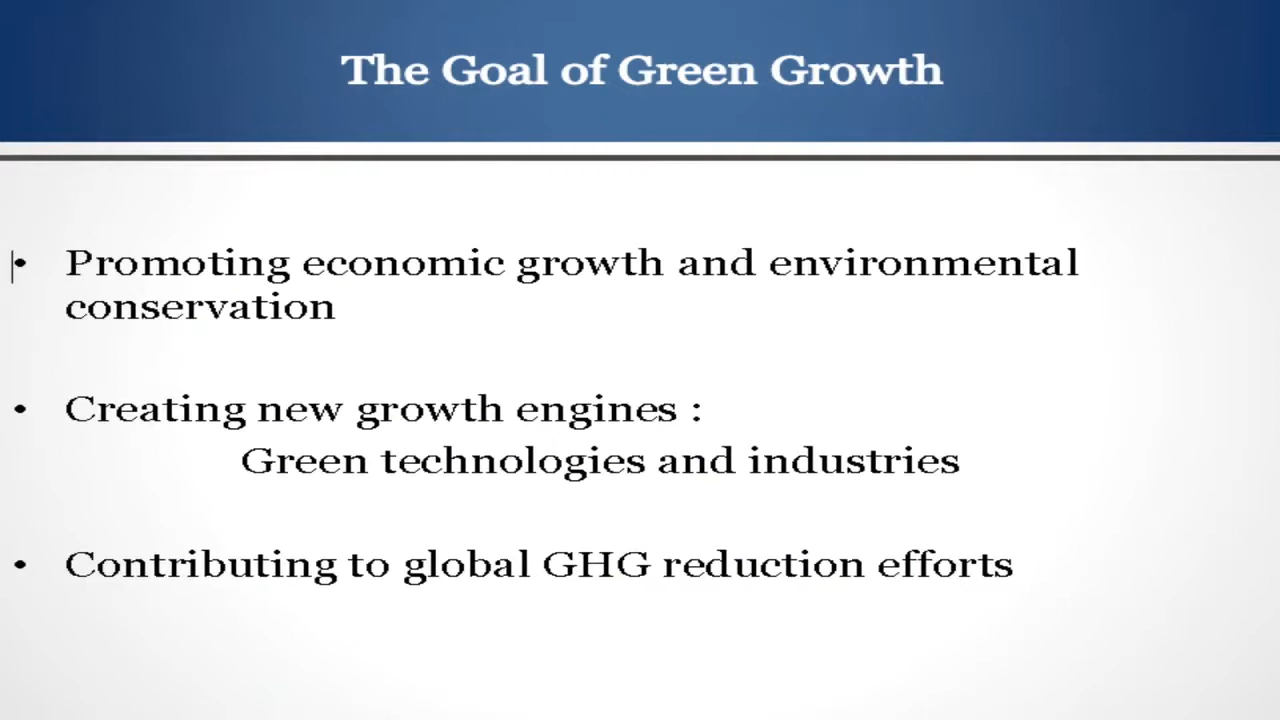 The Goal of Green Growth
• Promoting economic growth and environmental
conservation
• Creating new growth engines :
Green technologies and industries
• Contributing to global GHG reduction efforts